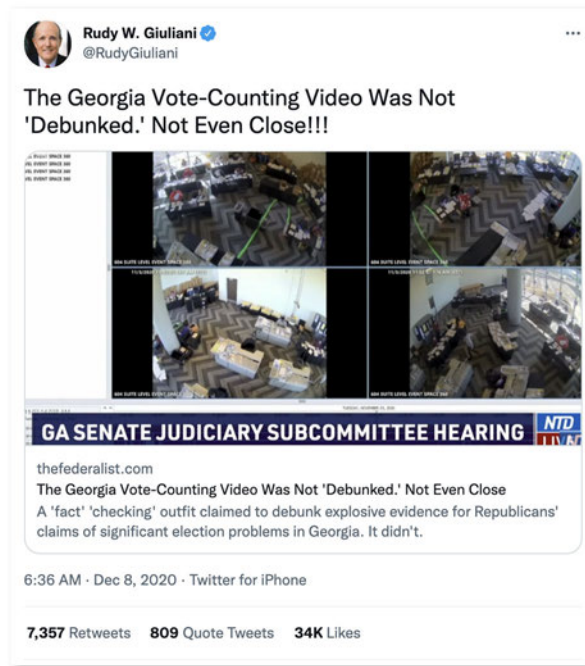 Rudy W. Giuliani
@RudyGiuliani
The Georgia Vote-Counting Video Was Not
'Debunked.' Not Even Close!!!
GA SENATE JUDICIARY SUBCOMMITTEE HEARING
NTD
LIVE
thefederalist.com
The Georgia Vote-Counting Video Was Not 'Debunked.' Not Even Close
A 'fact' 'checking' outfit claimed to debunk explosive evidence for Republicans'
claims of significant election problems in Georgia. It didn't.
6:36 AM · Dec 8, 2020 · Twitter for iPhone
7,357 Retweets 809 Quote Tweets 34K Likes